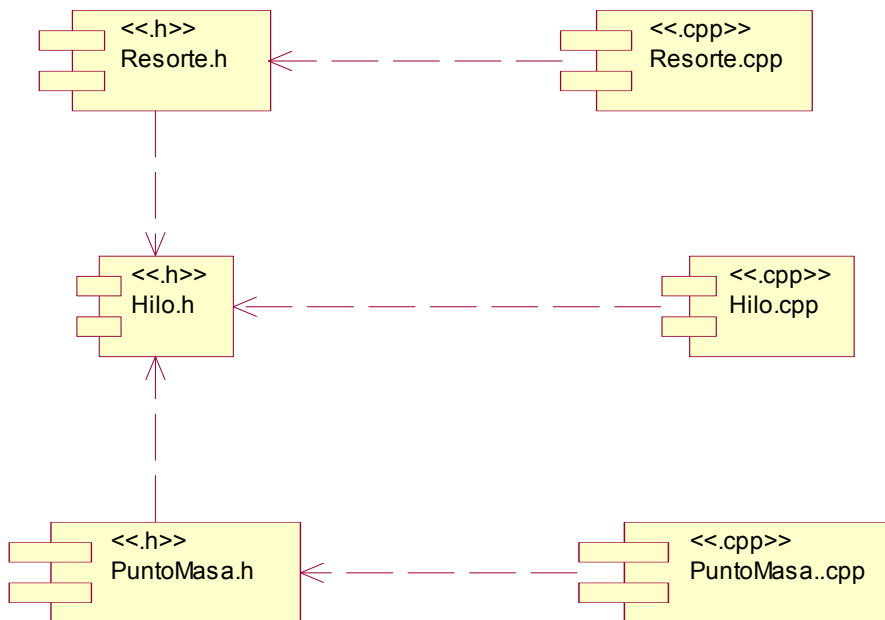 <<.h>>
Resorte.h
<<.cpp>>
Resorte.cpp
<<.h>>
Hilo.h
<<.cpp>>
Hilo.cpp
<<.h>>
PuntoMasa.h
<<.cpp>>
PuntoMasa..cpp